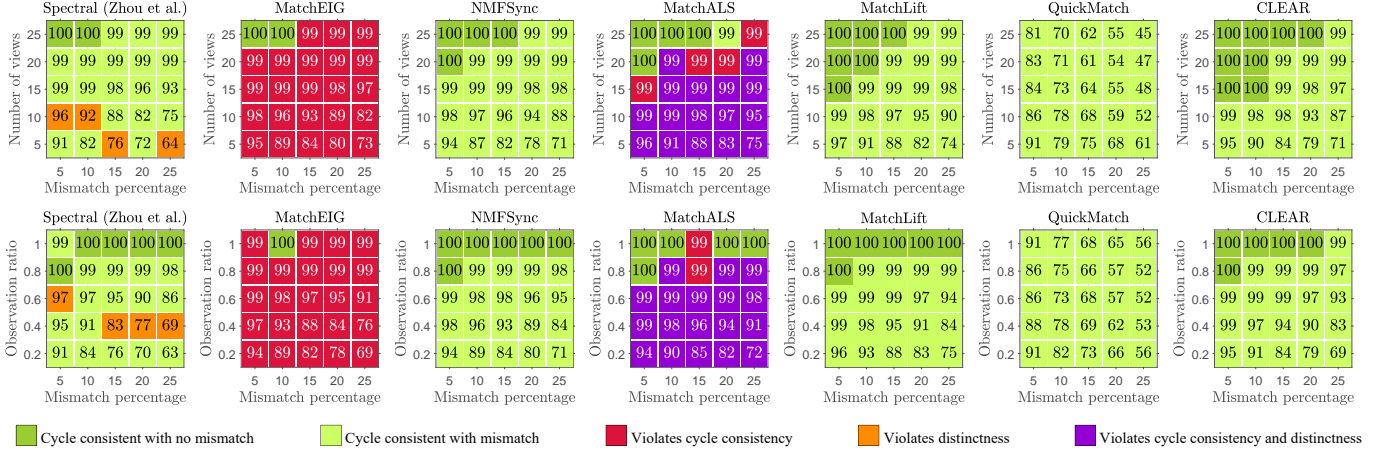 Spectral (Zhou et al.) MatchEIG NMFSync MatchALS MatchLift QuickMatch CLEAR
25 100 100 99 99 99 25 100 100 99 99 99 25 100 100 100 99 99 25 100 100 100 99 99 25 100 100 100 99 99 25 81 70 62 55 45 25 100 100 100 100 99
20 99 99 99 99 99 20 99 99 99 99 99 20 100 99 99 99 99 20 100 99 99 99 99 20 100 100 99 99 99 20 83 71 61 54 47 20 100 100 99 99 99
15 99 99 98 96 93 15 99 99 99 98 97 15 99 99 99 98 98 15 99 99 99 99 99 15 100 99 99 99 98 15 84 73 64 55 48 15 100 100 99 98 97
10 96 92 88 82 75 10 98 96 93 89 82 10 98 97 96 94 88 10 99 99 98 97 95 10 99 98 97 95 90 10 86 78 68 59 52 10 99 98 98 93 87
5 91 82 76 72 64 5 95 89 84 80 73 5 94 87 82 78 71 5 96 91 88 83 75 5 97 91 88 82 74 5 91 79 75 68 61 5 95 90 84 79 71
Number of views Number of views Number of views Number of views Number of views Number of views Number of views
5 10 15 20 25 5 10 15 20 25 5 10 15 20 25 5 10 15 20 25 5 10 15 20 25 5 10 15 20 25 5 10 15 20 25
Mismatch percentage Mismatch percentage Mismatch percentage Mismatch percentage Mismatch percentage Mismatch percentage Mismatch percentage
Spectral (Zhou et al.) MatchEIG NMFSync MatchALS MatchLift QuickMatch CLEAR
1 99 100 100 100 100 1 99 100 99 99 99 1 100 100 100 100 100 1 100 100 99 100 100 1 100 100 100 100 100 1 91 77 68 65 56 1 100 100 100 100 99
0.8 100 99 99 99 98 0.8 99 99 99 99 99 0.8 100 99 99 99 98 0.8 100 99 99 99 99 0.8 100 99 99 99 99 0.8 86 75 66 57 52 0.8 100 99 99 99 97
0.6 97 97 95 90 86 0.6 99 98 97 95 91 0.6 99 98 98 96 95 0.6 99 99 99 99 98 0.6 99 99 99 97 94 0.6 86 73 68 57 52 0.6 99 99 99 97 93
0.4 95 91 83 77 69 0.4 97 93 88 84 76 0.4 98 96 93 89 84 0.4 99 98 96 94 91 0.4 99 98 95 91 84 0.4 88 78 69 62 53 0.4 99 97 94 90 83
0.2 91 84 76 70 63 0.2 94 89 82 78 69 0.2 94 89 84 80 71 0.2 94 90 85 82 72 0.2 96 93 88 83 75 0.2 91 82 73 66 56 0.2 95 91 84 79 69
Observation ratio Observation ratio Observation ratio Observation ratio Observation ratio Observation ratio Observation ratio
5 10 15 20 25 5 10 15 20 25 5 10 15 20 25 5 10 15 20 25 5 10 15 20 25 5 10 15 20 25 5 10 15 20 25
Mismatch percentage Mismatch percentage Mismatch percentage Mismatch percentage Mismatch percentage Mismatch percentage Mismatch percentage
Cycle consistent with no mismatch Cycle consistent with mismatch Violates cycle consistency Violates distinctness Violates cycle consistency and distinctness